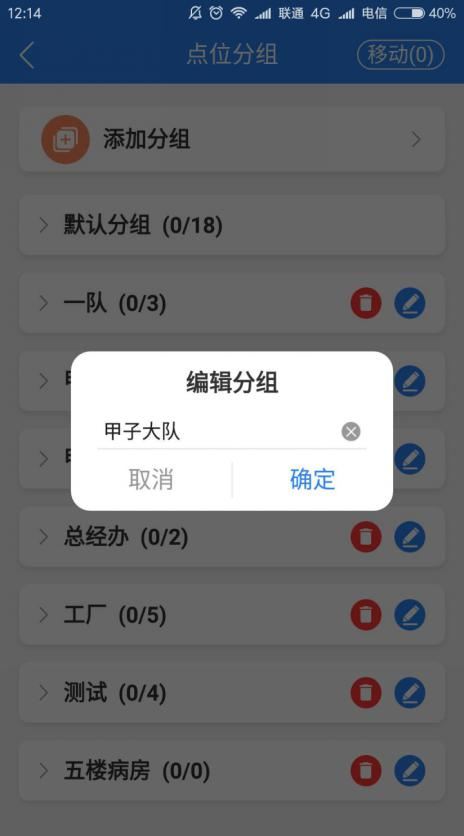 12:14 联通 4G 电信 40%
点位分组 移动(0)
添加分组
默认分组 (0/18)
一队 (0/3)
编辑分组
甲子大队
取消 确定
总经办 (0/2)
工厂 (0/5)
测试 (0/4)
五楼病房 (0/0)